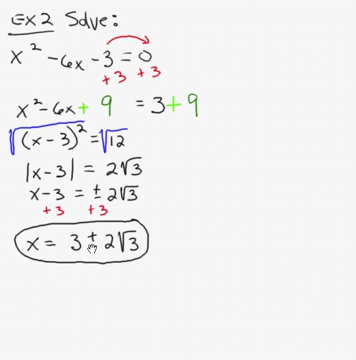 Ex 2 Solve:
x² - 6x - 3 = 0
+3 +3
x² - 6x + 9 = 3 + 9
√(x - 3)² = √12
|x - 3| = 2√3
x - 3 = ± 2√3
+3 +3
x = 3 ± 2√3